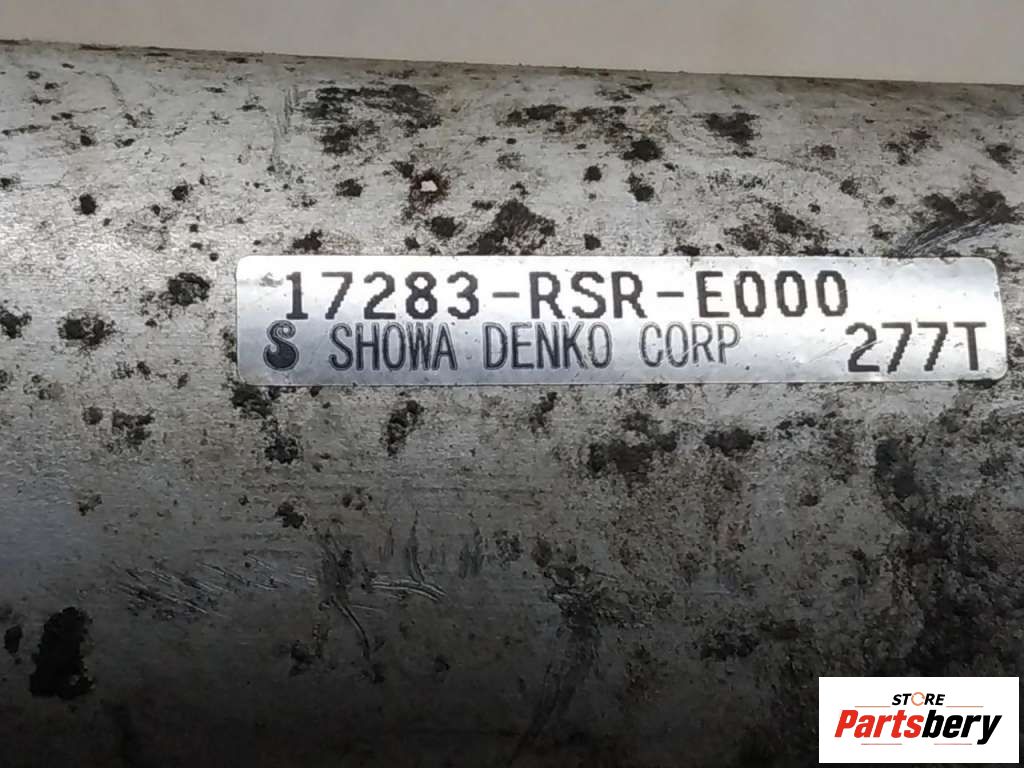 17283-RSR-E000
SHOWA DENKO CORP 277T
STORE
Partsbery